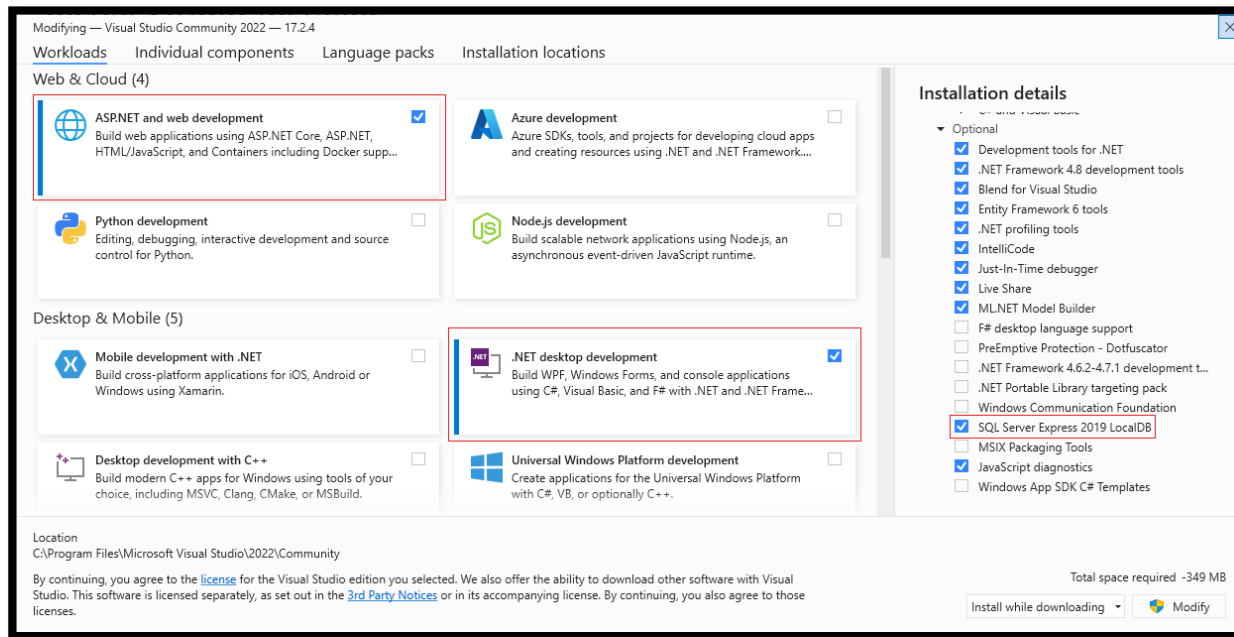 Modifying — Visual Studio Community 2022 — 17.2.4
Workloads
Individual components
Language packs
Installation locations
Web & Cloud (4)
ASP.NET and web development
Build web applications using ASP.NET Core, ASP.NET,
HTML/JavaScript, and Containers including Docker supp...
Azure development
Azure SDKs, tools, and projects for developing cloud apps
and creating resources using .NET and .NET Framework....
Python development
Editing, debugging, interactive development and source
control for Python.
JS
Node.js development
Build scalable network applications using Node.js, an
asynchronous event-driven JavaScript runtime.
Desktop & Mobile (5)
Mobile development with .NET
Build cross-platform applications for iOS, Android or
Windows using Xamarin.
.NET
.NET desktop development
Build WPF, Windows Forms, and console applications
using C#, Visual Basic, and F# with .NET and .NET Frame...
Desktop development with C++
Build modern C++ apps for Windows using tools of your
choice, including MSVC, Clang, CMake, or MSBuild.
Universal Windows Platform development
Create applications for the Universal Windows Platform
with C#, VB, or optionally C++.
Installation details
Optional
Development tools for .NET
.NET Framework 4.8 development tools
Blend for Visual Studio
Entity Framework 6 tools
.NET profiling tools
IntelliCode
Just-In-Time debugger
Live Share
ML.NET Model Builder
F# desktop language support
PreEmptive Protection - Dotfuscator
.NET Framework 4.6.2-4.7.1 development t...
.NET Portable Library targeting pack
Windows Communication Foundation
SQL Server Express 2019 LocalDB
MSIX Packaging Tools
JavaScript diagnostics
Windows App SDK C# Templates
Location
C:\Program Files\Microsoft Visual Studio\2022\Community
By continuing, you agree to the license for the Visual Studio edition you selected. We also offer the ability to download other software with Visual
Studio. This software is licensed separately, as set out in the 3rd Party Notices or in its accompanying license. By continuing, you also agree to those
licenses.
Total space required -349 MB
Install while downloading
Modify